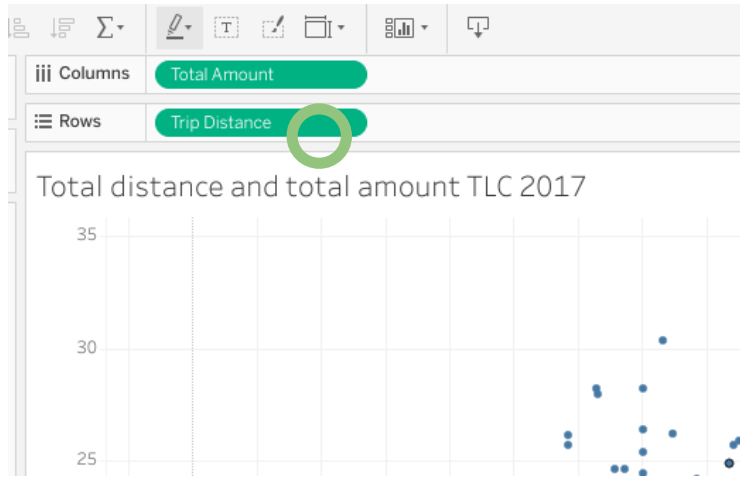 Σ
T
Columns Total Amount
Rows Trip Distance
Total distance and total amount TLC 2017
35
30
25